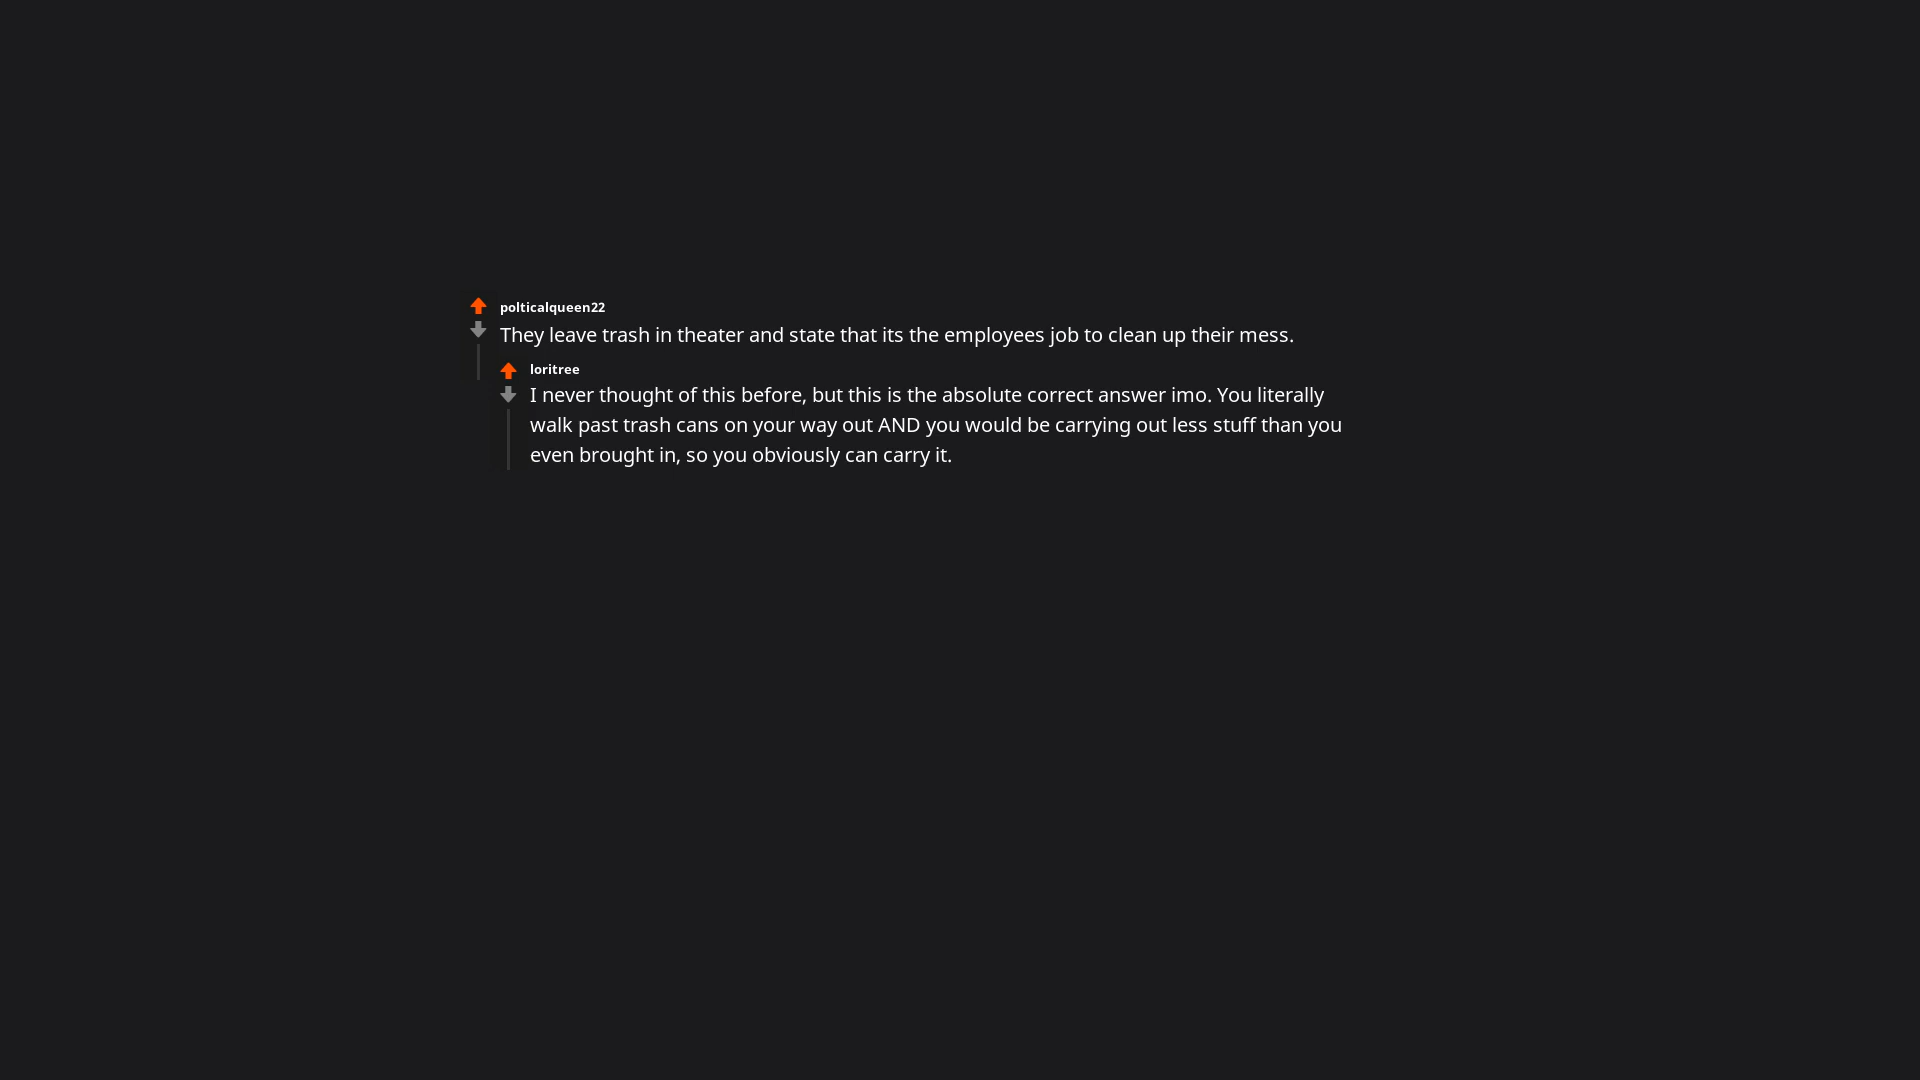 polticalqueen22
They leave trash in theater and state that its the employees job to clean up their mess.
loritree
I never thought of this before, but this is the absolute correct answer imo. You literally
walk past trash cans on your way out AND you would be carrying out less stuff than you
even brought in, so you obviously can carry it.